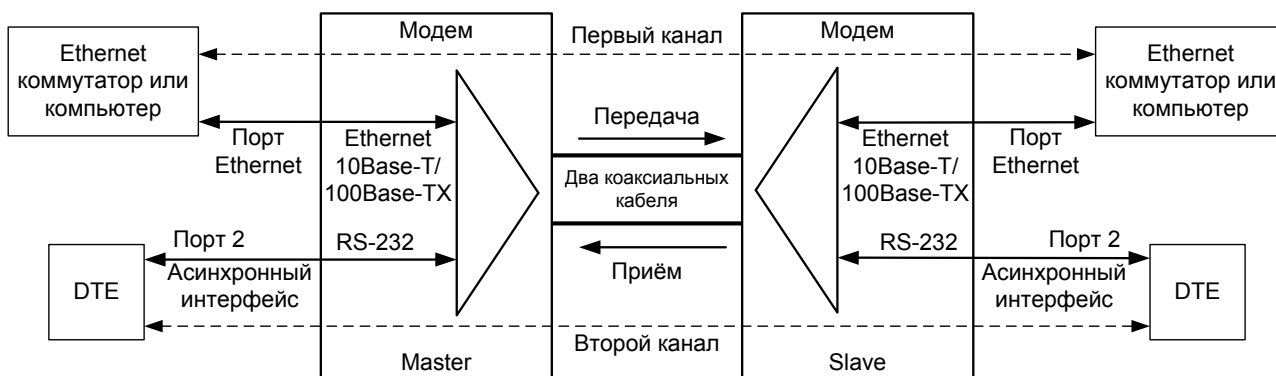 Модем
Первый канал
Модем
Ethernet
коммутатор или
компьютер
Ethernet
коммутатор или
компьютер
Передача
Порт
Ethernet
Ethernet
10Base-T/
100Base-TX
Два коаксиальных
кабеля
Ethernet
10Base-T/
100Base-TX
Порт
Ethernet
Порт 2
RS-232
Приём
RS-232
Порт 2
DTE
Асинхронный
интерфейс
Асинхронный
интерфейс
DTE
Второй канал
Master
Slave